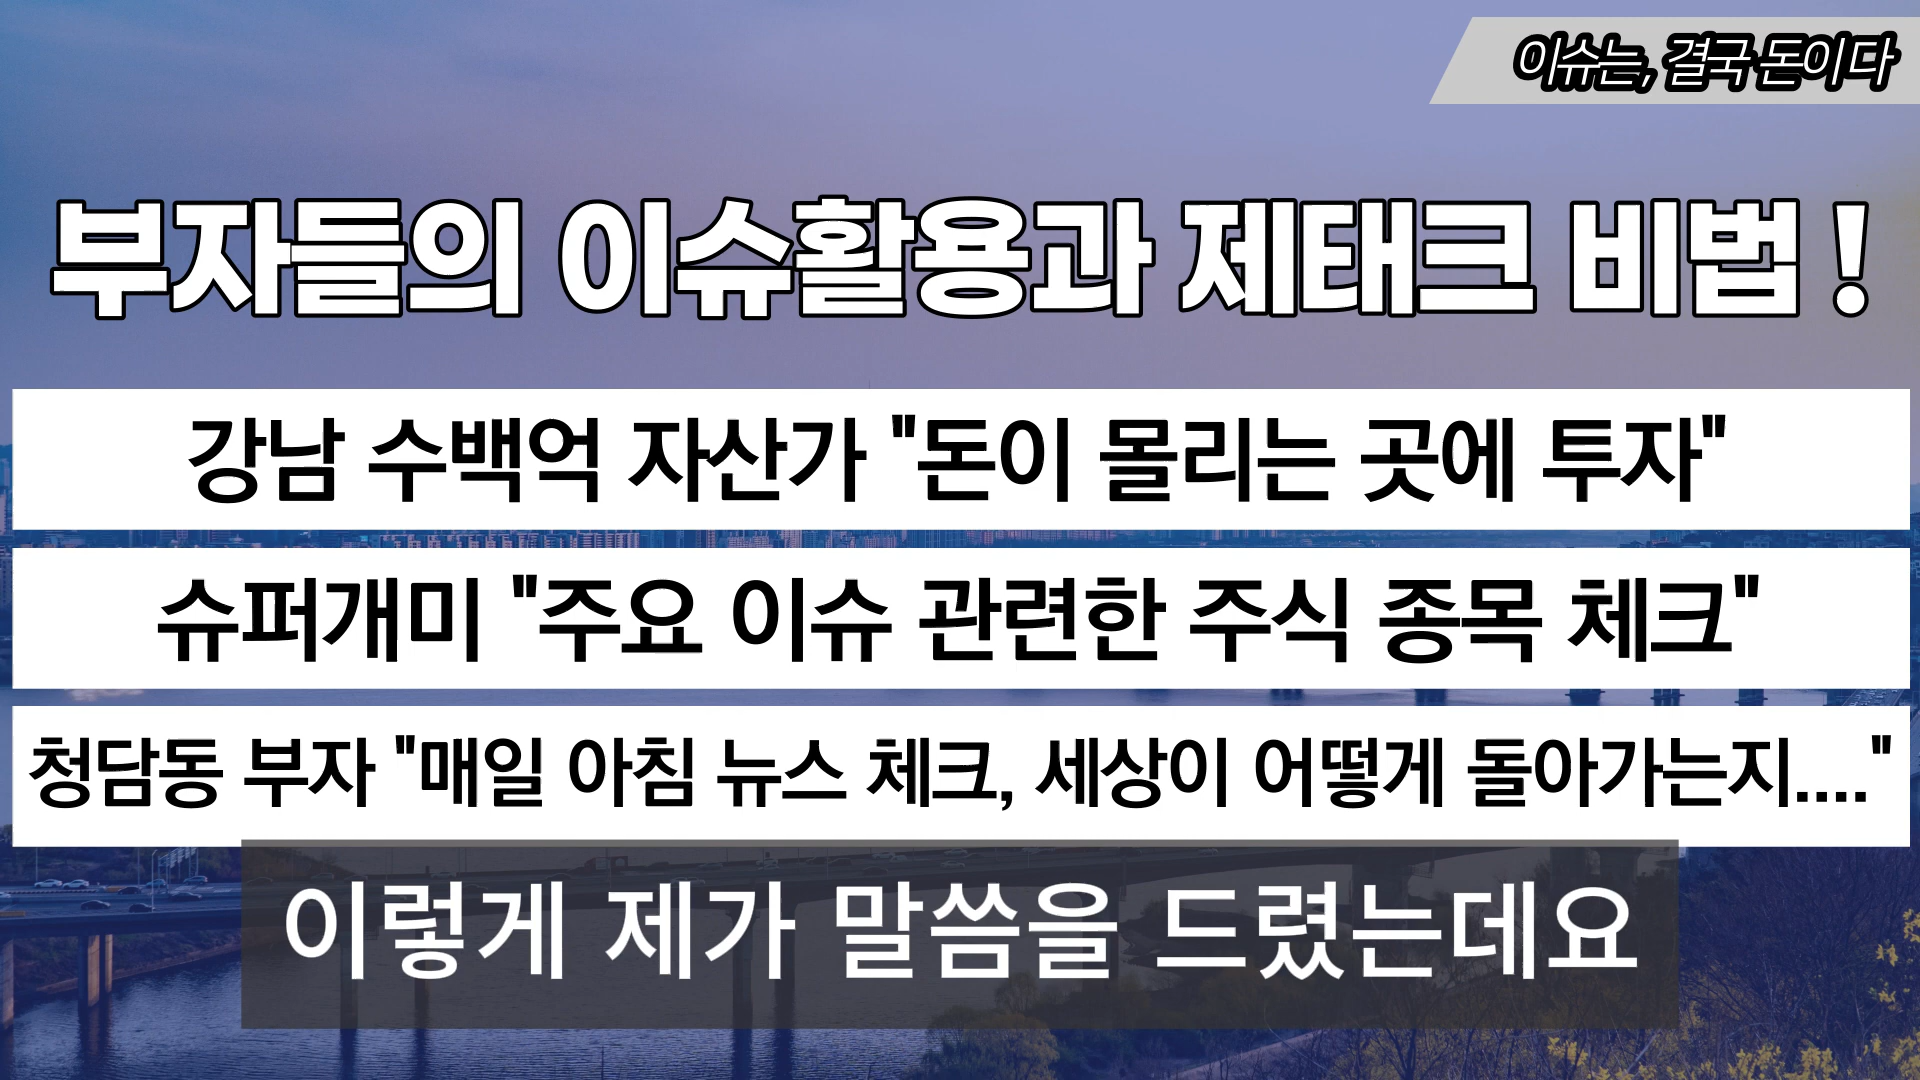 이슈는, 결국 돈이다
부자들의 이슈활용과 제태크 비법 !
강남 수백억 자산가 "돈이 몰리는 곳에 투자"
슈퍼개미 "주요 이슈 관련한 주식 종목 체크"
청담동 부자 "매일 아침 뉴스 체크, 세상이 어떻게 돌아가는지...."
이렇게 제가 말씀을 드렸는데요